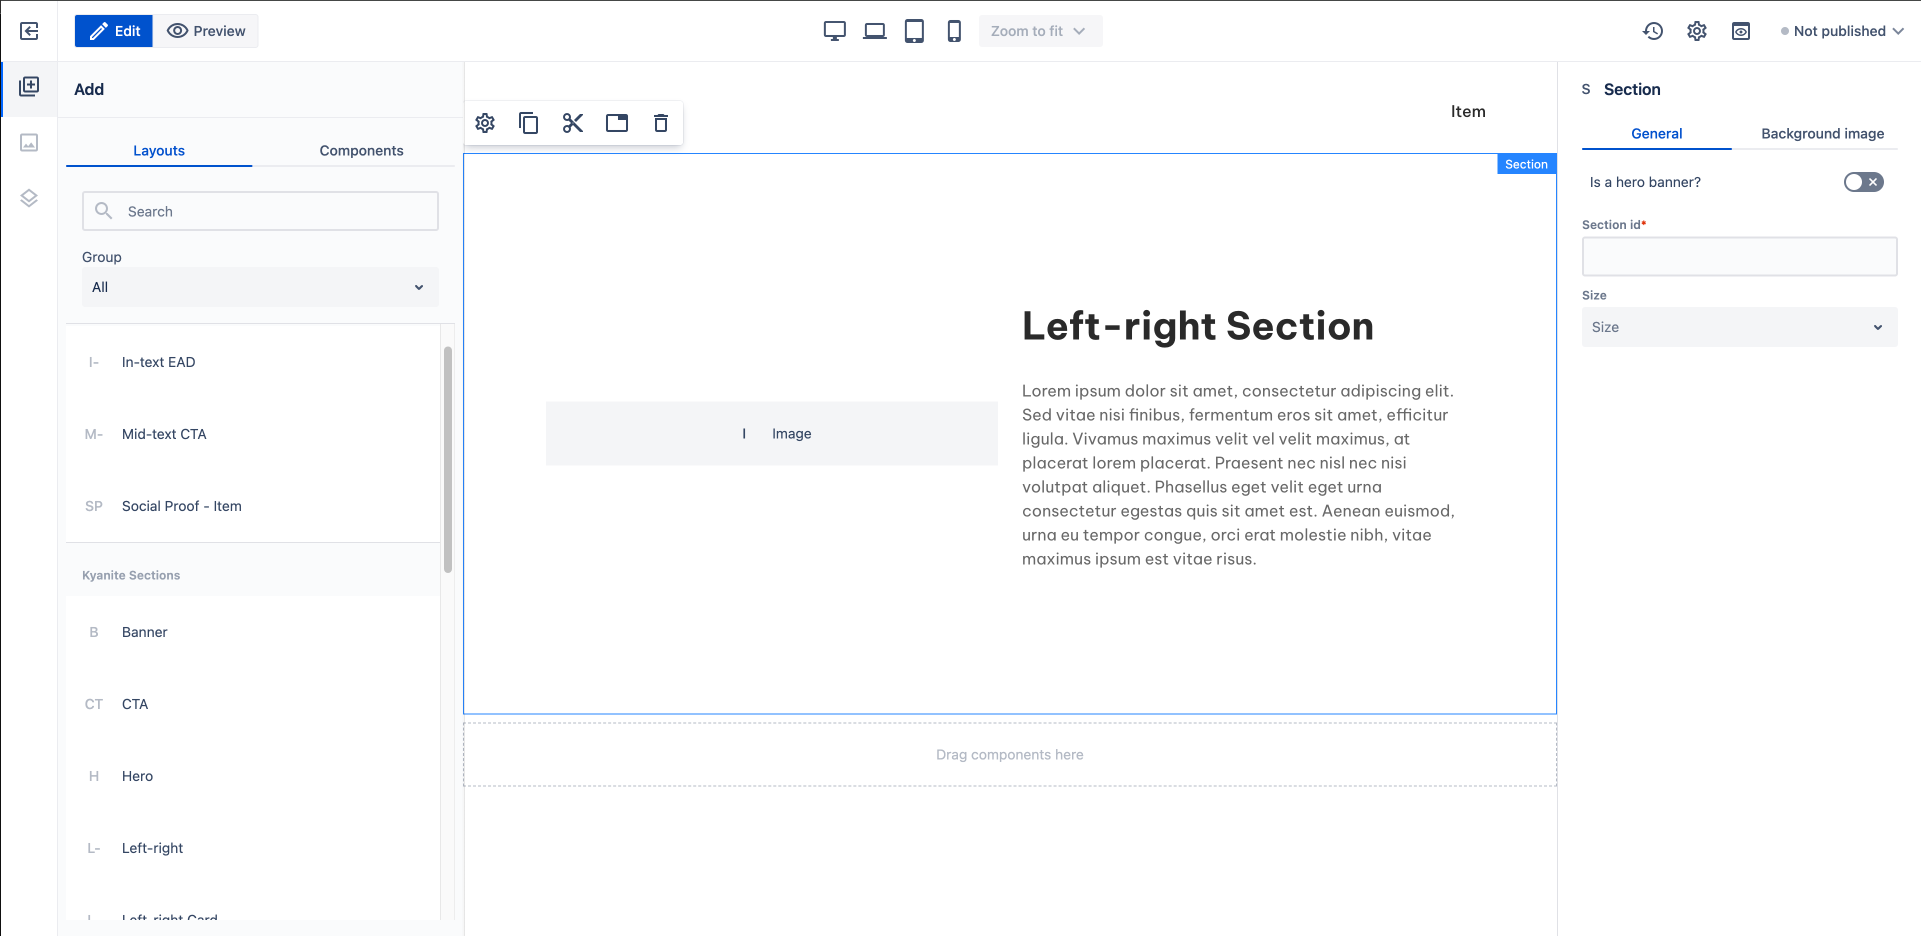 Edit
Preview
Zoom to fit
Not published
Add
Layouts
Components
Search
Group
All
I- In-text EAD
M- Mid-text CTA
SP Social Proof - Item
Kyanite Sections
B Banner
CT CTA
H Hero
L- Left-right
L- Left-right Card
Item
Section
Left-right Section
I Image
Lorem ipsum dolor sit amet, consectetur adipiscing elit.
Sed vitae nisi finibus, fermentum eros sit amet, efficitur
ligula. Vivamus maximus velit vel velit maximus, at
placerat lorem placerat. Praesent nec nisl nec nisi
volutpat aliquet. Phasellus eget velit eget urna
consectetur egestas quis sit amet est. Aenean euismod,
urna eu tempor congue, orci erat molestie nibh, vitae
maximus ipsum est vitae risus.
Drag components here
S Section
General
Background image
Is a hero banner?
Section id*
Size
Size